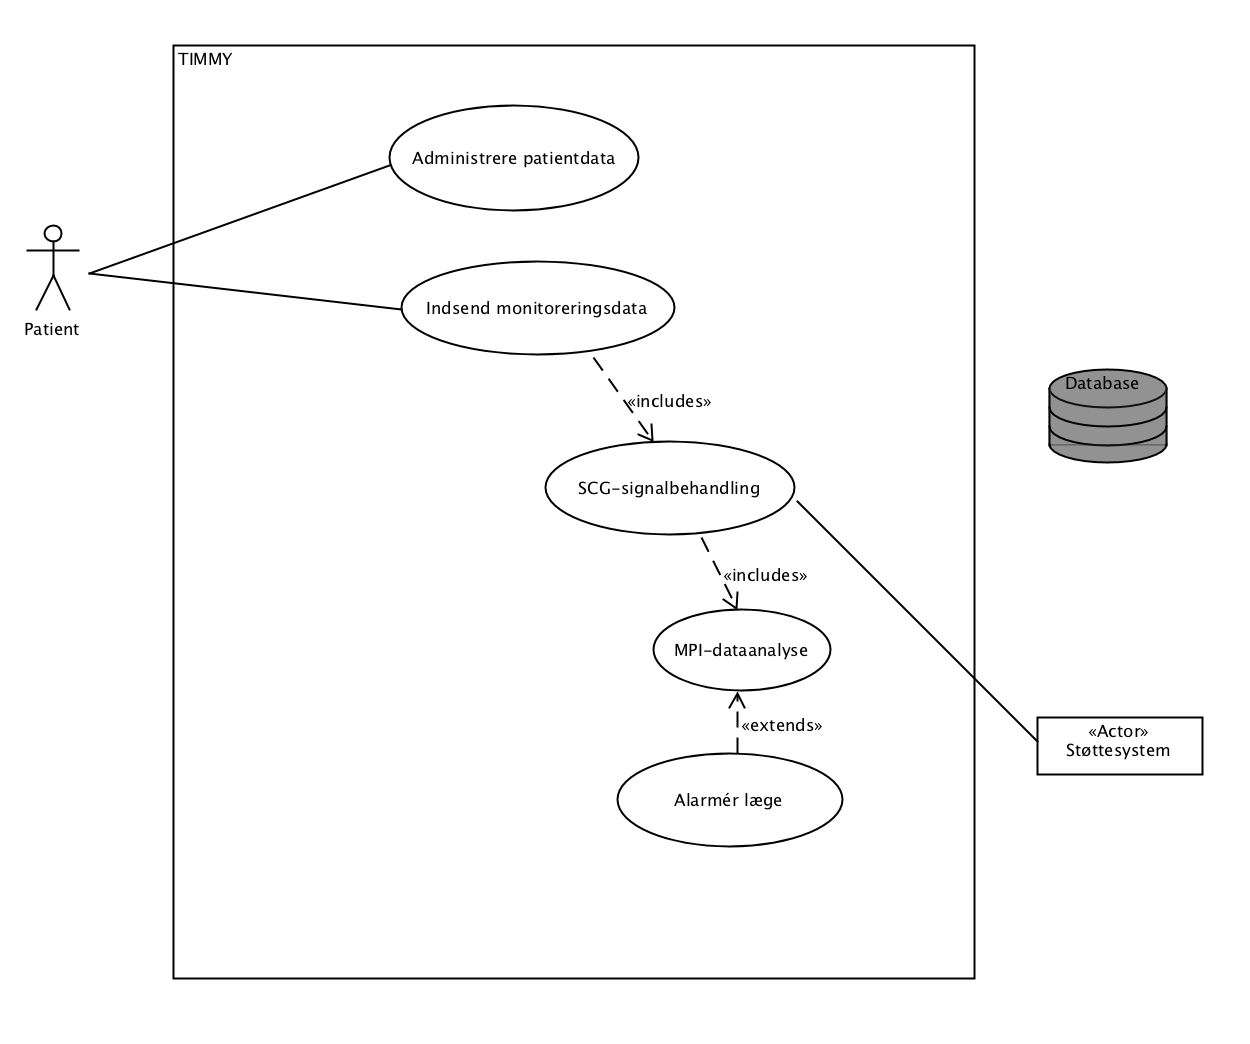 TIMMY
Administrere patientdata
Indsend monitoreringsdata
Patient
Database
«includes»
SCG-signalbehandling
«includes»
MPI-dataanalyse
«extends»
«Actor»
Støttesystem
Alarmér læge